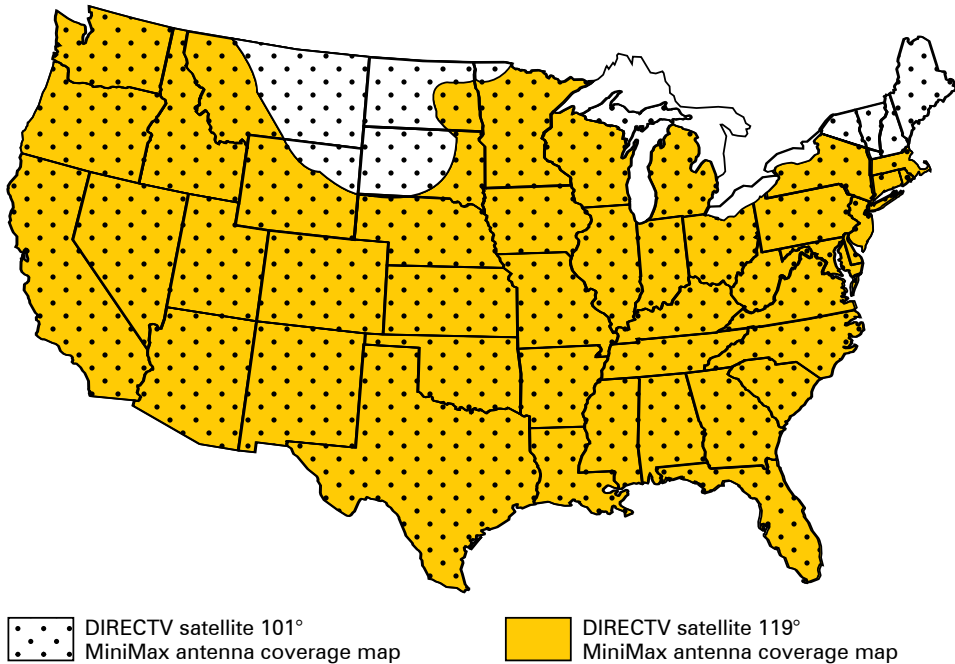 DIRECTV satellite 101°
MiniMax antenna coverage map
DIRECTV satellite 119°
MiniMax antenna coverage map